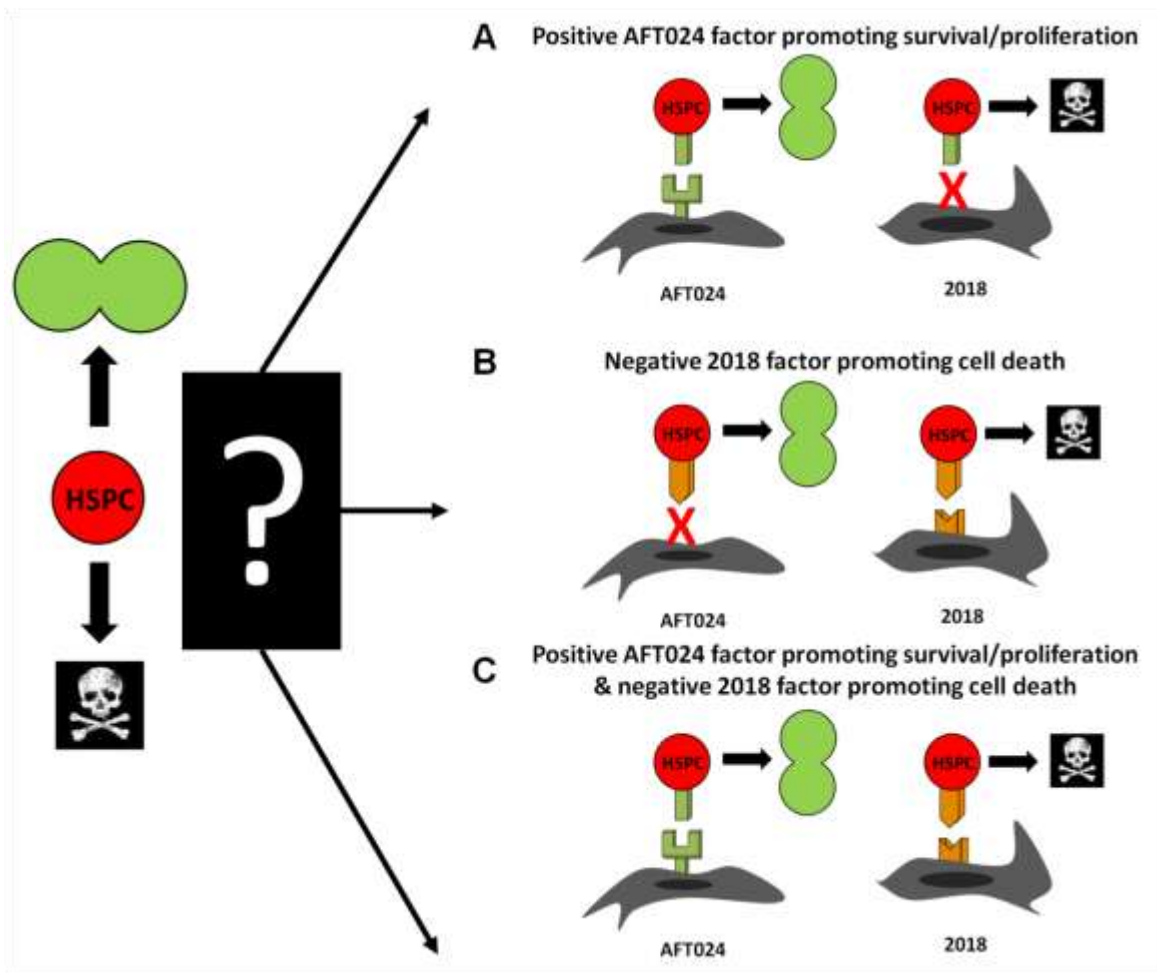 A Positive AFT024 factor promoting survival/proliferation
HSPC HSPC
X
AFT024 2018
B Negative 2018 factor promoting cell death
HSPC HSPC
X
AFT024 2018
HSPC
?
C Positive AFT024 factor promoting survival/proliferation
& negative 2018 factor promoting cell death
HSPC HSPC
AFT024 2018